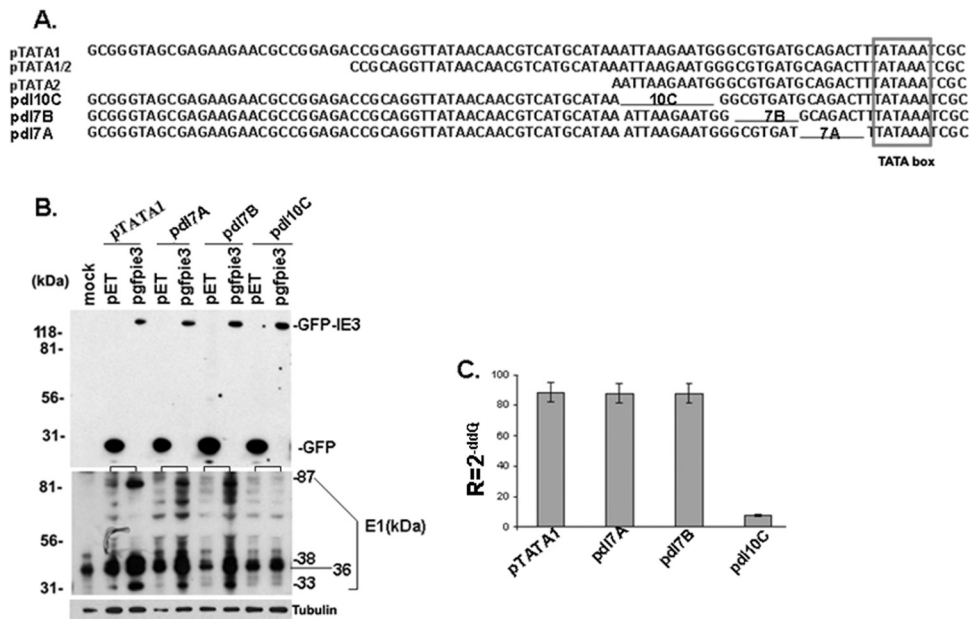 A.
pTATA1 GCGGGTAGCGAGAAGAACGCCGGAGACCGCAGGTTATAACAACGTCATGCATAAATTAAGAATGGGCGTGATGCAGACTTTATAAATCGC
pTATA1/2 CCGCAGGTTATAACAACGTCATGCATAAATTAAGAATGGGCGTGATGCAGACTTTATAAATCGC
pTATA2 AATTAAGAATGGGCGTGATGCAGACTTTATAAATCGC
pdl10C GCGGGTAGCGAGAAGAACGCCGGAGACCGCAGGTTATAACAACGTCATGCATAA 10C GGCGTGATGCAGACTTTATAAATCGC
pdl7B GCGGGTAGCGAGAAGAACGCCGGAGACCGCAGGTTATAACAACGTCATGCATAA ATTAAGAATGG 7B GCAGACTTTATAAATCGC
pdl7A GCGGGTAGCGAGAAGAACGCCGGAGACCGCAGGTTATAACAACGTCATGCATAA ATTAAGAATGGGCGTGAT 7A TTATAAATCGC
TATA box
B.
pTATA1 pdl7A pdl7B pdl10C
(kDa) mock pET pgfpie3 pET pgfpie3 pET pgfpie3 pET pgfpie3
118- -GFP-IE3
81-
56-
31- -GFP
81- -87
E1(kDa)
56- -38
36
31- -33
Tubulin
C.
R=2^-ddQ
100
80
60
40
20
0
pTATA1 pdl7A pdl7B pdl10C